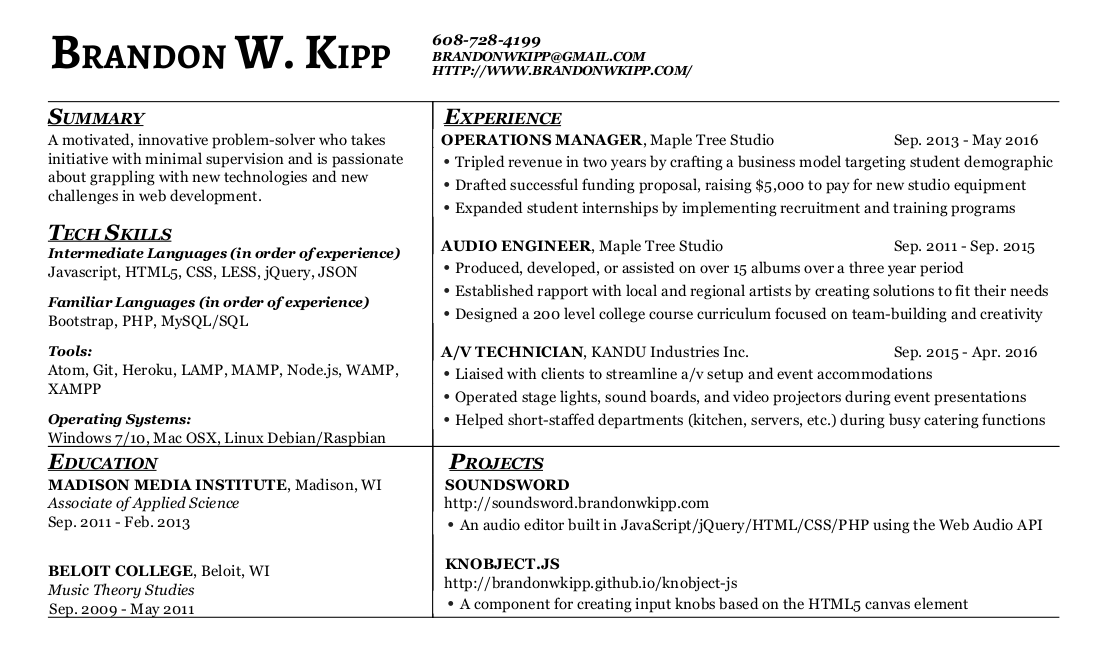 BRANDON W. KIPP
608-728-4199
BRANDONWKIPP@GMAIL.COM
HTTP://WWW.BRANDONWKIPP.COM/
SUMMARY
A motivated, innovative problem-solver who takes
initiative with minimal supervision and is passionate
about grappling with new technologies and new
challenges in web development.
TECH SKILLS
Intermediate Languages (in order of experience)
Javascript, HTML5, CSS, LESS, jQuery, JSON
Familiar Languages (in order of experience)
Bootstrap, PHP, MySQL/SQL
Tools:
Atom, Git, Heroku, LAMP, MAMP, Node.js, WAMP,
XAMPP
Operating Systems:
Windows 7/10, Mac OSX, Linux Debian/Raspbian
EXPERIENCE
OPERATIONS MANAGER, Maple Tree Studio Sep. 2013 - May 2016
• Tripled revenue in two years by crafting a business model targeting student demographic
• Drafted successful funding proposal, raising $5,000 to pay for new studio equipment
• Expanded student internships by implementing recruitment and training programs
AUDIO ENGINEER, Maple Tree Studio Sep. 2011 - Sep. 2015
• Produced, developed, or assisted on over 15 albums over a three year period
• Established rapport with local and regional artists by creating solutions to fit their needs
• Designed a 200 level college course curriculum focused on team-building and creativity
A/V TECHNICIAN, KANDU Industries Inc. Sep. 2015 - Apr. 2016
• Liaised with clients to streamline a/v setup and event accommodations
• Operated stage lights, sound boards, and video projectors during event presentations
• Helped short-staffed departments (kitchen, servers, etc.) during busy catering functions
EDUCATION
MADISON MEDIA INSTITUTE, Madison, WI
Associate of Applied Science
Sep. 2011 - Feb. 2013
BELOIT COLLEGE, Beloit, WI
Music Theory Studies
Sep. 2009 - May 2011
PROJECTS
SOUNDSWORD
http://soundsword.brandonwkipp.com
• An audio editor built in JavaScript/jQuery/HTML/CSS/PHP using the Web Audio API
KNOBJECT.JS
http://brandonwkipp.github.io/knobject-js
• A component for creating input knobs based on the HTML5 canvas element